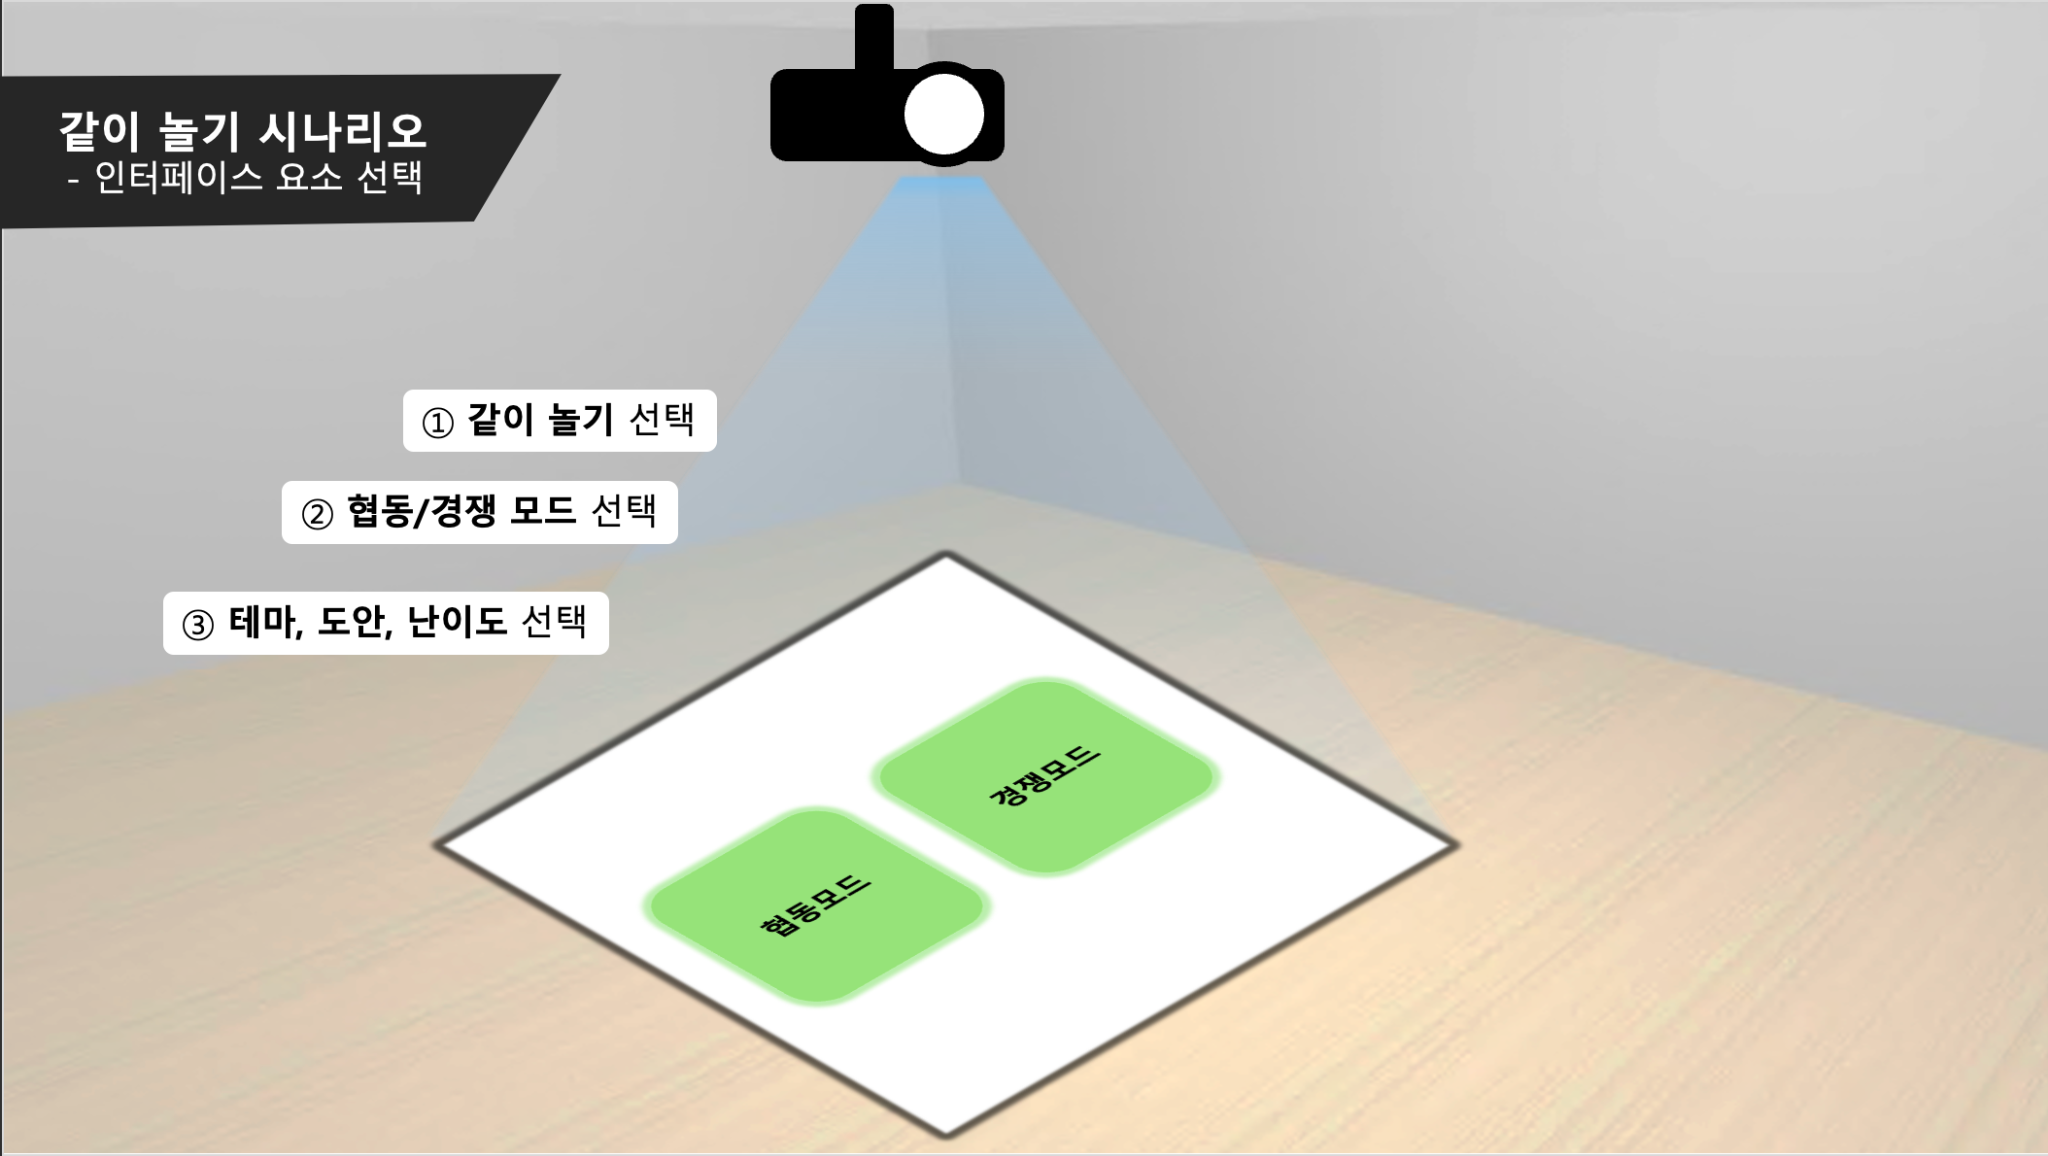 같이 놀기 시나리오
- 인터페이스 요소 선택
① 같이 놀기 선택
② 협동/경쟁 모드 선택
③ 테마, 도안, 난이도 선택
경쟁모드
협동모드